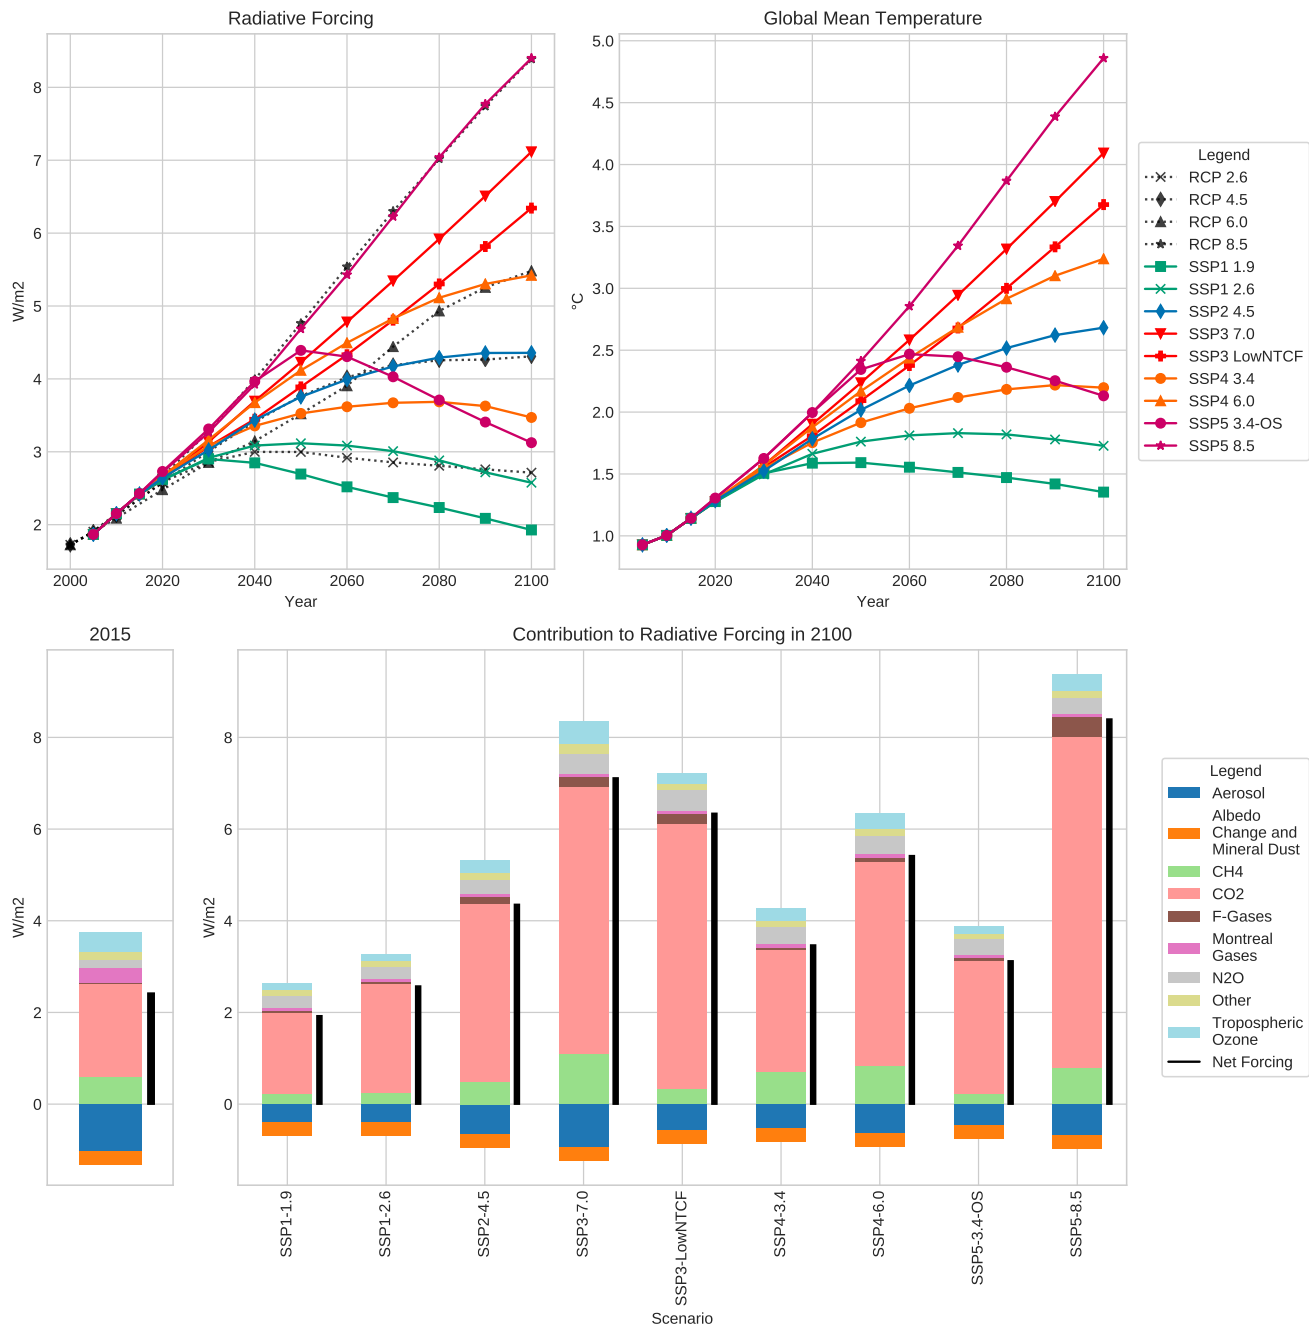 Radiative Forcing
Global Mean Temperature
W/m2
8
7
6
5
4
3
2
2000
2020
2040
2060
2080
2100
Year
°C
5.0
4.5
4.0
3.5
3.0
2.5
2.0
1.5
1.0
2020
2040
2060
2080
2100
Year
Legend
RCP 2.6
RCP 4.5
RCP 6.0
RCP 8.5
SSP1 1.9
SSP1 2.6
SSP2 4.5
SSP3 7.0
SSP3 LowNTCF
SSP4 3.4
SSP4 6.0
SSP5 3.4-OS
SSP5 8.5
2015
Contribution to Radiative Forcing in 2100
W/m2
8
6
4
2
0
W/m2
8
6
4
2
0
SSP1-1.9
SSP1-2.6
SSP2-4.5
SSP3-7.0
SSP3-LowNTCF
SSP4-3.4
SSP4-6.0
SSP5-3.4-OS
SSP5-8.5
Scenario
Legend
Aerosol
Albedo
Change and
Mineral Dust
CH4
CO2
F-Gases
Montreal
Gases
N2O
Other
Tropospheric
Ozone
Net Forcing